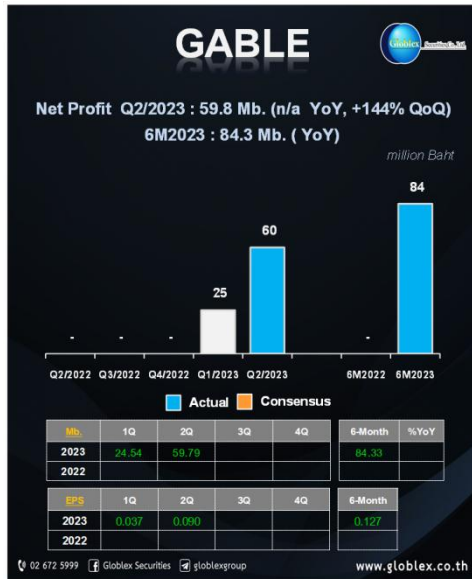 GABLE
Globlex Securities Co., Ltd.
Net Profit Q2/2023 : 59.8 Mb. (n/a YoY, +144% QoQ)
6M2023 : 84.3 Mb. ( YoY)
million Baht
84
60
25
- - - -
Q2/2022 Q3/2022 Q4/2022 Q1/2023 Q2/2023 6M2022 6M2023
Actual Consensus
Mb. 1Q 2Q 3Q 4Q 6-Month %YoY
2023 24.54 59.79 84.33
2022
EPS 1Q 2Q 3Q 4Q 6-Month
2023 0.037 0.090 0.127
2022
02 672 5999 Globlex Securities globlexgroup www.globlex.co.th